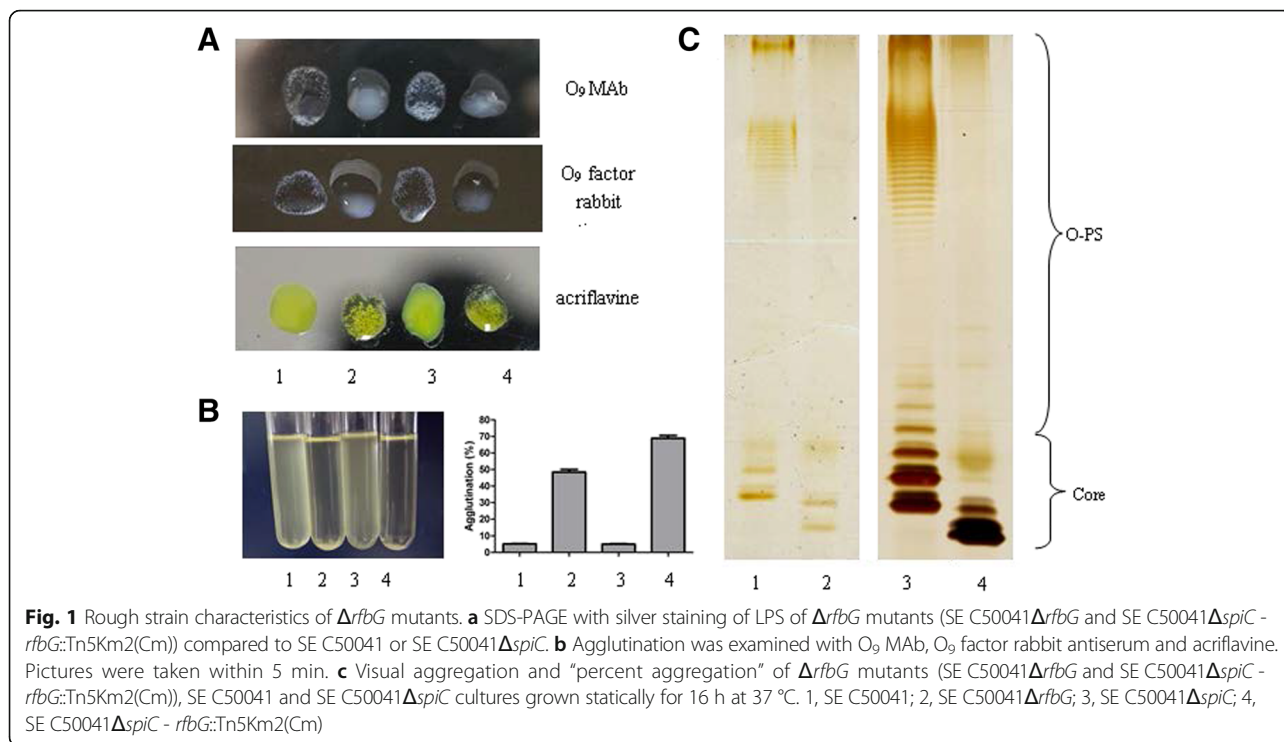 A
O₉ MAb
O₉ factor
rabbit
acriflavine
1 2 3 4
B
1 2 3 4
Agglutination (%)
80
70
60
50
40
30
20
10
0
1 2 3 4
C
O-PS
Core
1 2 3 4
Fig. 1 Rough strain characteristics of ΔrfbG mutants. a SDS-PAGE with silver staining of LPS of ΔrfbG mutants (SE C50041ΔrfbG and SE C50041ΔspiC -
rfbG::Tn5Km2(Cm)) compared to SE C50041 or SE C50041ΔspiC. b Agglutination was examined with O₉ MAb, O₉ factor rabbit antiserum and acriflavine.
Pictures were taken within 5 min. c Visual aggregation and “percent aggregation” of ΔrfbG mutants (SE C50041ΔrfbG and SE C50041ΔspiC -
rfbG::Tn5Km2(Cm)), SE C50041 and SE C50041ΔspiC cultures grown statically for 16 h at 37 °C. 1, SE C50041; 2, SE C50041ΔrfbG; 3, SE C50041ΔspiC; 4,
SE C50041ΔspiC - rfbG::Tn5Km2(Cm)